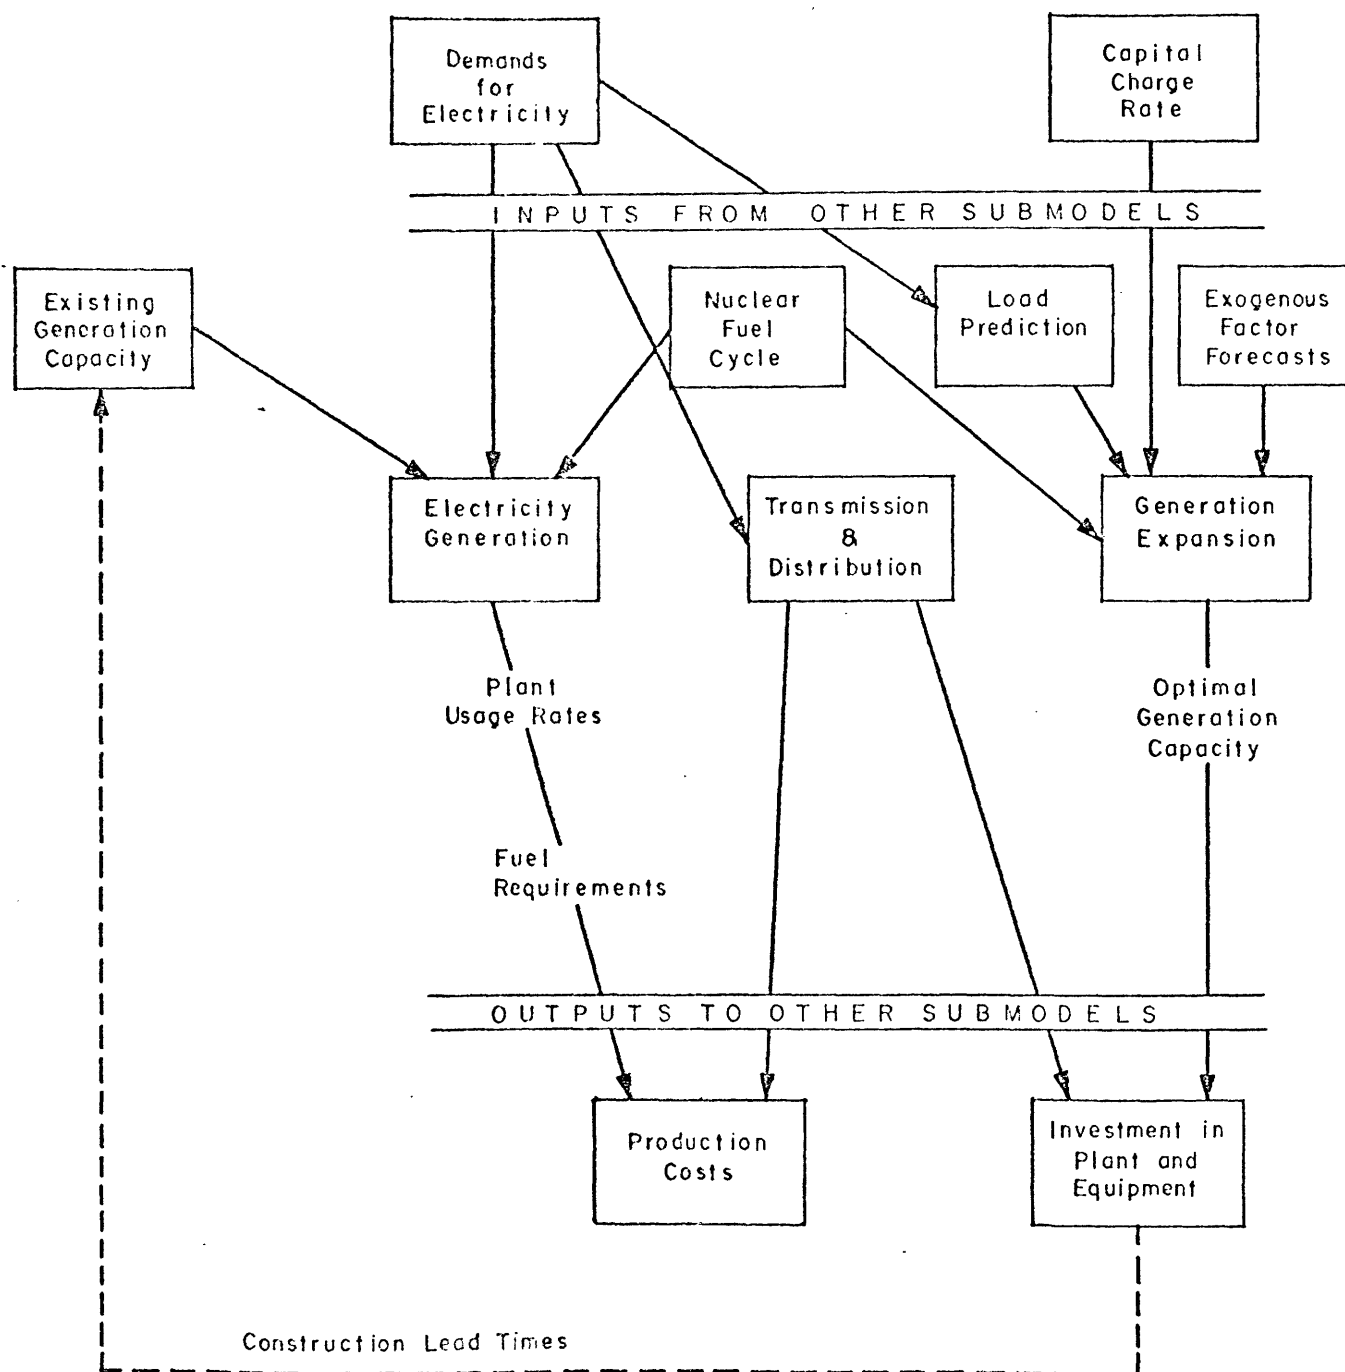 Demands
for
Electricity
Capital
Charge
Rate
INPUTS FROM OTHER SUBMODELS
Existing
Generation
Capacity
Nuclear
Fuel
Cycle
Load
Prediction
Exogenous
Factor
Forecasts
Electricity
Generation
Transmission
&
Distribution
Generation
Expansion
Plant
Usage Rates
Optimal
Generation
Capacity
Fuel
Requirements
OUTPUTS TO OTHER SUBMODELS
Production
Costs
Investment in
Plant and
Equipment
Construction Lead Times